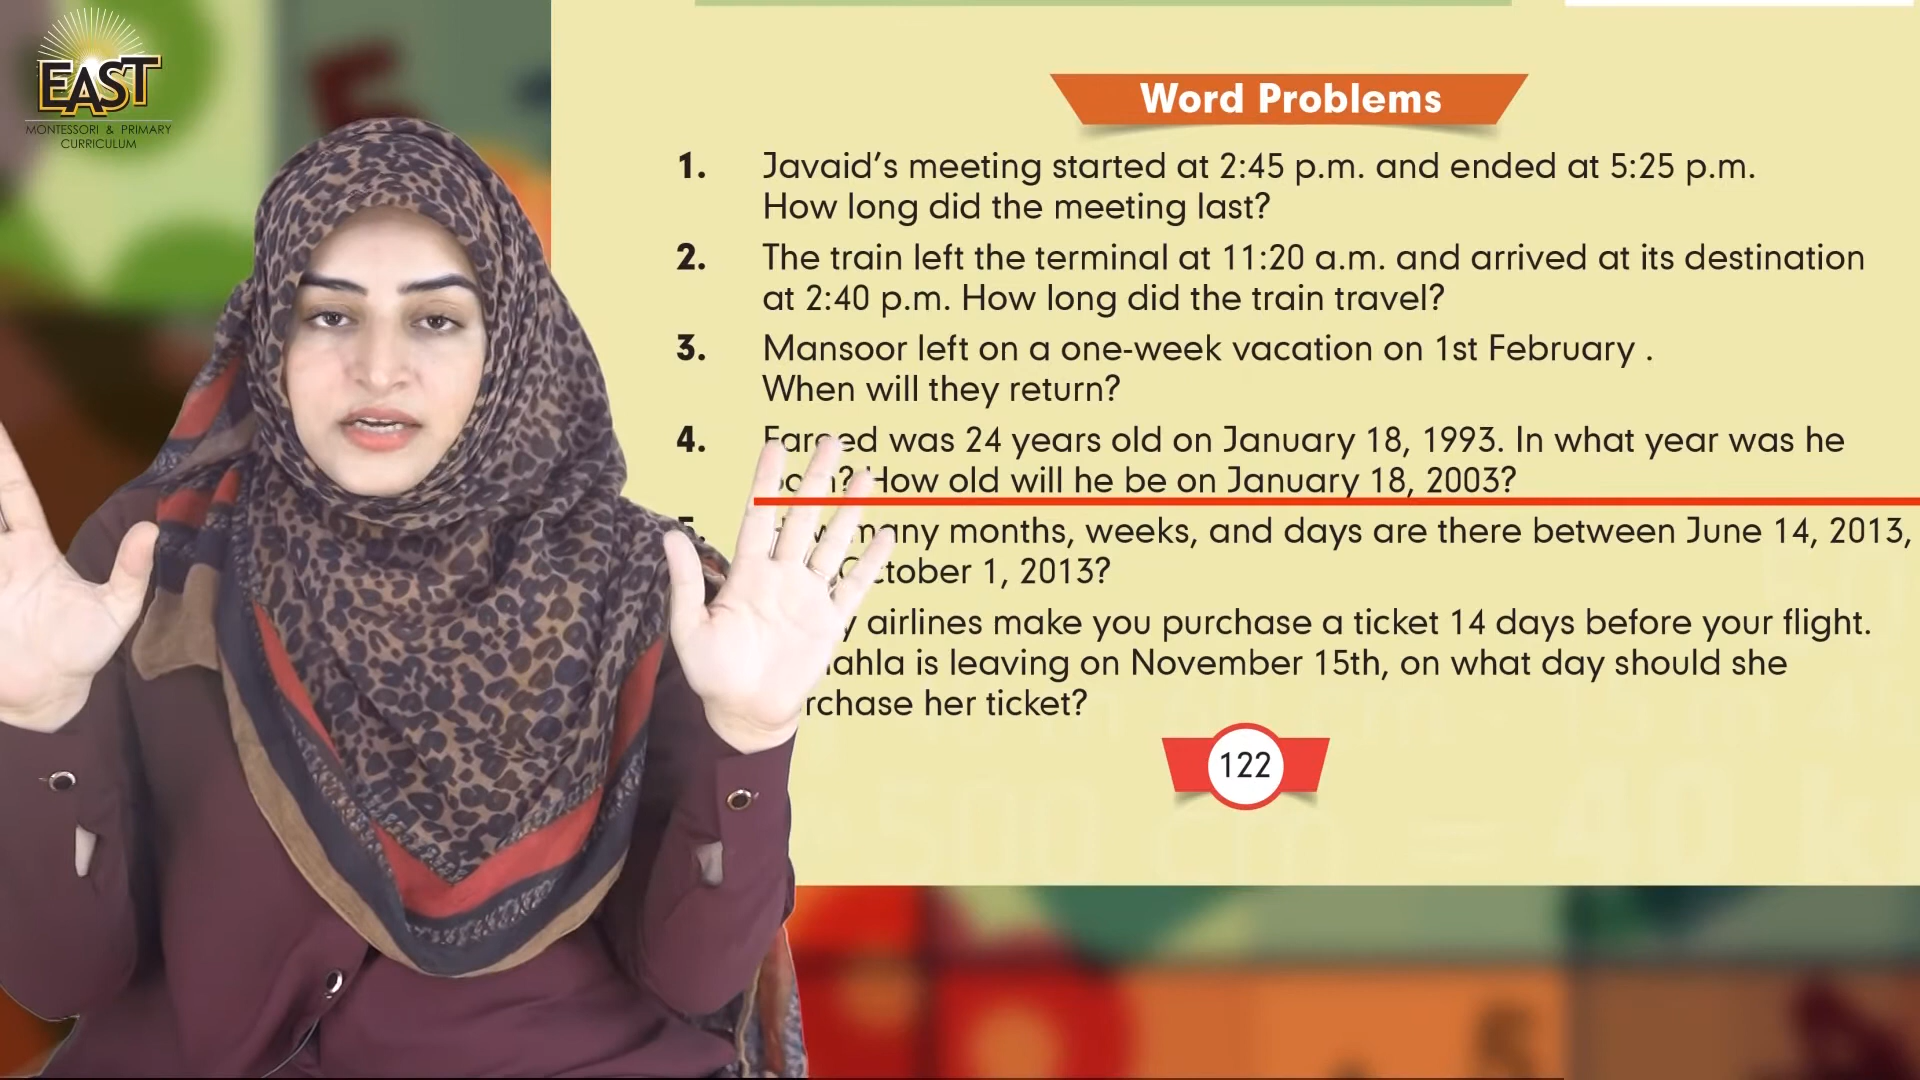 EAST
MONTESSORI & PRIMARY
CURRICULUM
Word Problems
1. Javaid's meeting started at 2:45 p.m. and ended at 5:25 p.m.
How long did the meeting last?
2. The train left the terminal at 11:20 a.m. and arrived at its destination
at 2:40 p.m. How long did the train travel?
3. Mansoor left on a one-week vacation on 1st February .
When will they return?
4. Fareed was 24 years old on January 18, 1993. In what year was he
How old will he be on January 18, 2003?
many months, weeks, and days are there between June 14, 2013,
October 1, 2013?
airlines make you purchase a ticket 14 days before your flight.
is leaving on November 15th, on what day should she
her ticket?
122